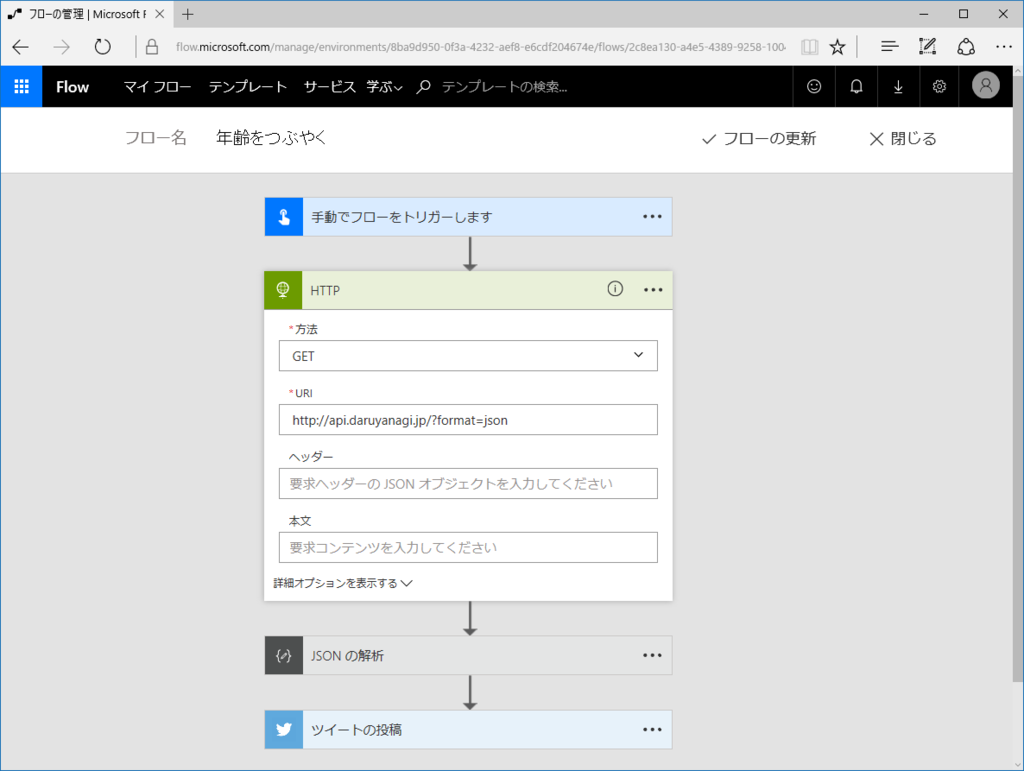 フローの管理 | Microsoft F
flow.microsoft.com/manage/environments/8ba9d950-0f3a-4232-aef8-e6cdf204674e/flows/2c8ea130-a4e5-4389-9258-100
Flow マイ フロー テンプレート サービス 学ぶ テンプレートの検索...
フロー名 年齢をつぶやく フローの更新 閉じる
手動でフローをトリガーします
HTTP
*方法
GET
*URI
http://api.daruyanagi.jp/?format=json
ヘッダー
要求ヘッダーの JSON オブジェクトを入力してください
本文
要求コンテンツを入力してください
詳細オプションを表示する
JSON の解析
ツイートの投稿